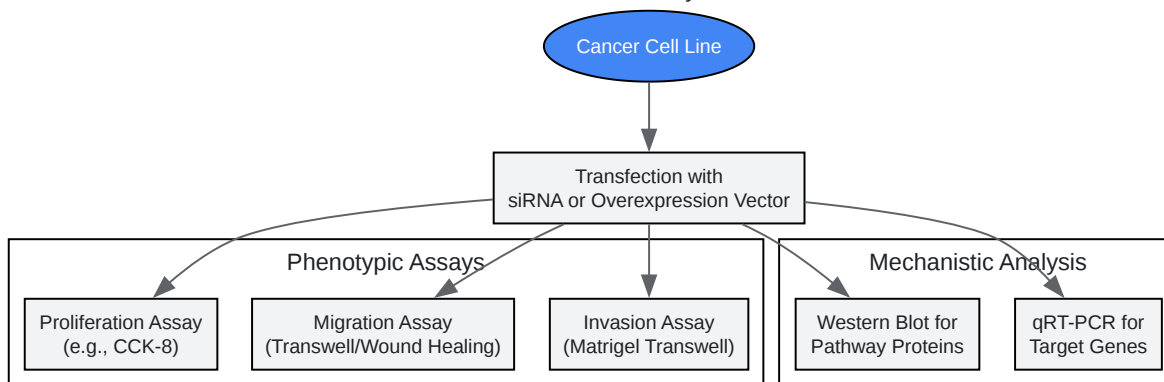 Cancer Cell Line
Transfection with
siRNA or Overexpression Vector
Phenotypic Assays
Mechanistic Analysis
Proliferation Assay
(e.g., CCK-8)
Migration Assay
(Transwell/Wound Healing)
Invasion Assay
(Matrigel Transwell)
Western Blot for
Pathway Proteins
qRT-PCR for
Target Genes